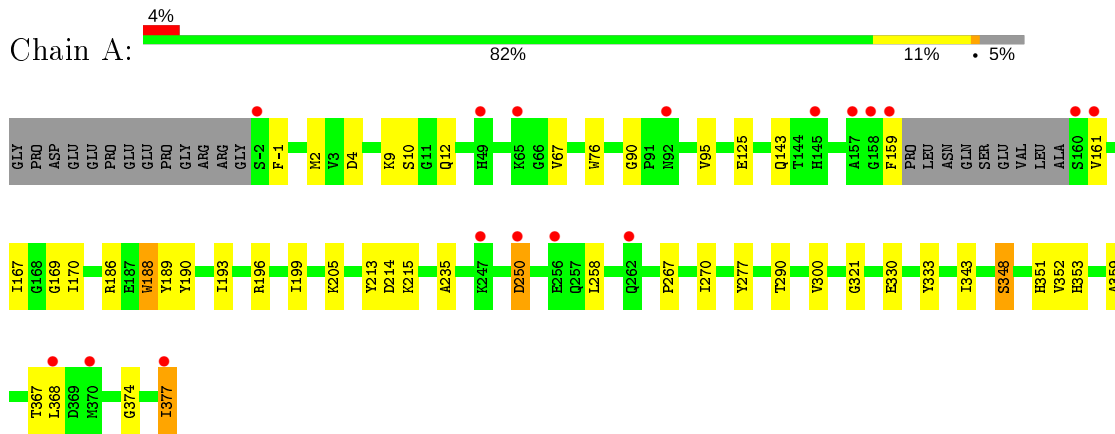 4%
Chain A:
82% 11% • 5%
GLY PRO ASP GLU GLU PRO GLU GLU PRO GLY ARG ARG GLY S-2 F-1 M2 V3 D4 K9 S10 G11 Q12 H49 K65 G66 V67 W76 G90 P91 N92 V95 E125 Q143 T144 H145 A157 G158 F159 PRO LEU ASN GLN SER GLU VAL LEU ALA S160 V161
I167 G168 G169 I170 R186 E187 W188 Y189 Y190 I193 R196 I199 K205 Y213 D214 K215 A235 K247 D250 E256 Q257 L258 Q262 P267 I270 Y277 T290 V300 G321 E330 Y333 I343 S348 H351 V352 H353 A359
T367 L368 D369 M370 G374 I377